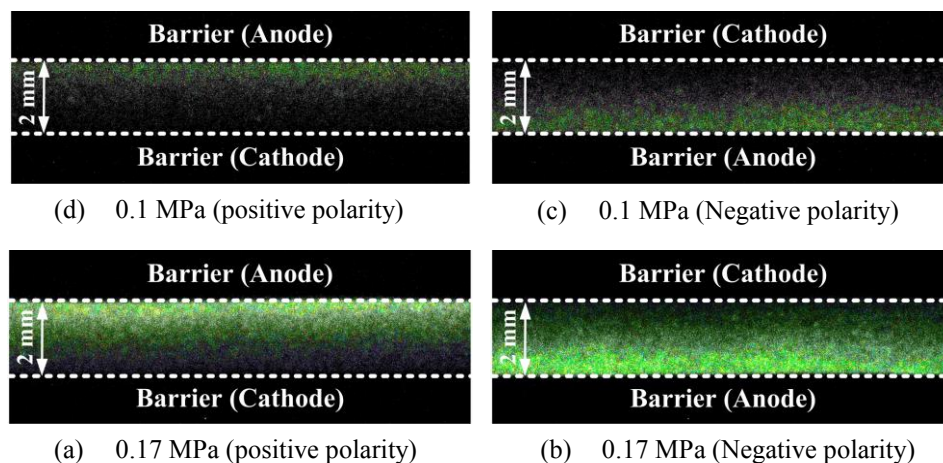 Barrier (Anode)
2 mm
Barrier (Cathode)
(d) 0.1 MPa (positive polarity)
Barrier (Cathode)
2 mm
Barrier (Anode)
(c) 0.1 MPa (Negative polarity)
Barrier (Anode)
2 mm
Barrier (Cathode)
(a) 0.17 MPa (positive polarity)
Barrier (Cathode)
2 mm
Barrier (Anode)
(b) 0.17 MPa (Negative polarity)